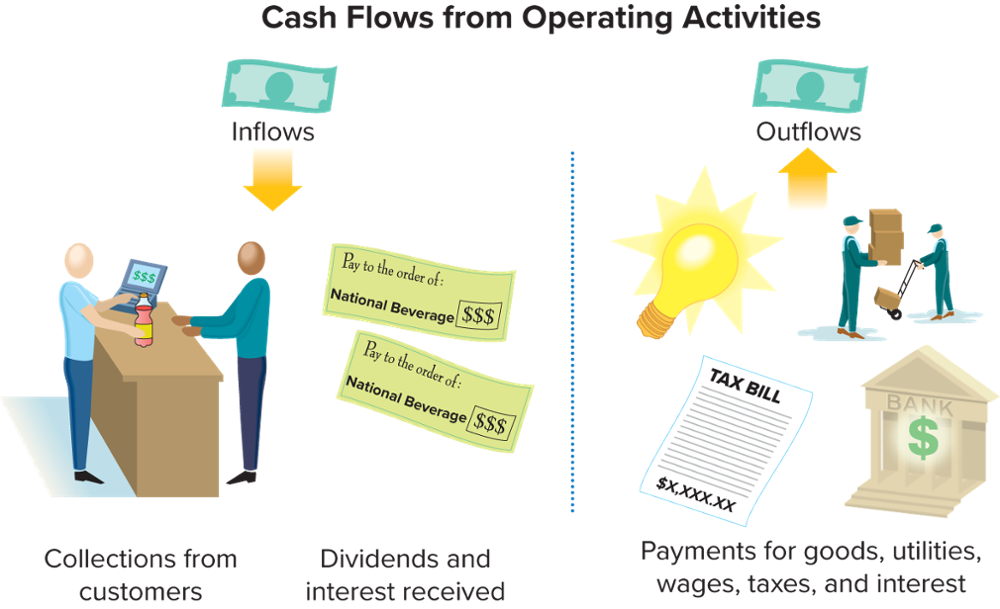 Cash Flows from Operating Activities
Inflows
Outflows
$$$
Pay to the order of:
National Beverage $$$
Pay to the order of:
National Beverage $$$
TAX BILL
$X,XXX.XX
BANK
$
Collections from
customers
Dividends and
interest received
Payments for goods, utilities,
wages, taxes, and interest